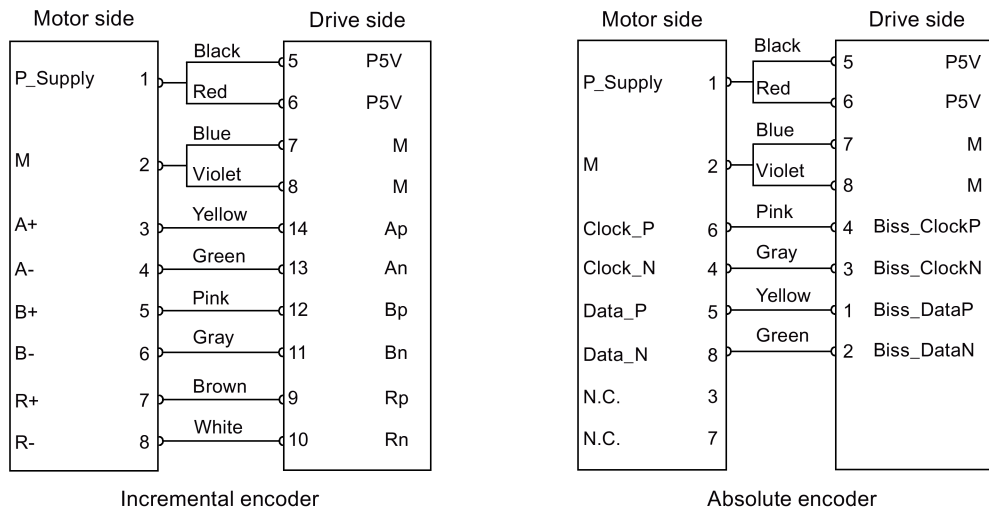 Motor side
Drive side
Black
P_Supply 1
5 P5V
Red
6 P5V
Blue
7 M
M 2
Violet
8 M
A+ 3 Yellow 14 Ap
A- 4 Green 13 An
B+ 5 Pink 12 Bp
B- 6 Gray 11 Bn
R+ 7 Brown 9 Rp
R- 8 White 10 Rn
Incremental encoder
Motor side
Drive side
Black
P_Supply 1
5 P5V
Red
6 P5V
Blue
7 M
M 2
Violet
8 M
Clock_P 6 Pink 4 Biss_ClockP
Clock_N 4 Gray 3 Biss_ClockN
Data_P 5 Yellow 1 Biss_DataP
Data_N 8 Green 2 Biss_DataN
N.C. 3
N.C. 7
Absolute encoder